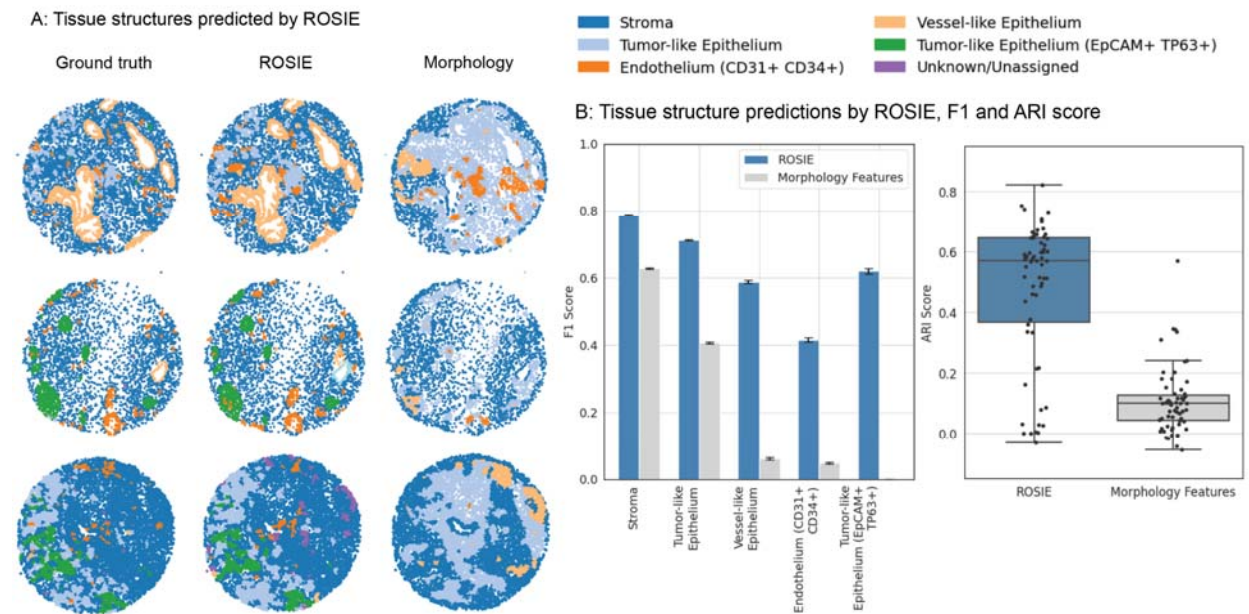 A: Tissue structures predicted by ROSIE
Ground truth
ROSIE
Morphology
Stroma
Tumor-like Epithelium
Endothelium (CD31+ CD34+)
Vessel-like Epithelium
Tumor-like Epithelium (EpCAM+ TP63+)
Unknown/Unassigned
B: Tissue structure predictions by ROSIE, F1 and ARI score
F1 Score
1.0
0.8
0.6
0.4
0.2
0.0
ROSIE
Morphology Features
Stroma
Tumor-like
Epithelium
Vessel-like
Epithelium
Endothelium (CD31+
CD34+)
Tumor-like
Epithelium (EpCAM+
TP63+)
ARI Score
0.8
0.6
0.4
0.2
0.0
ROSIE
Morphology Features